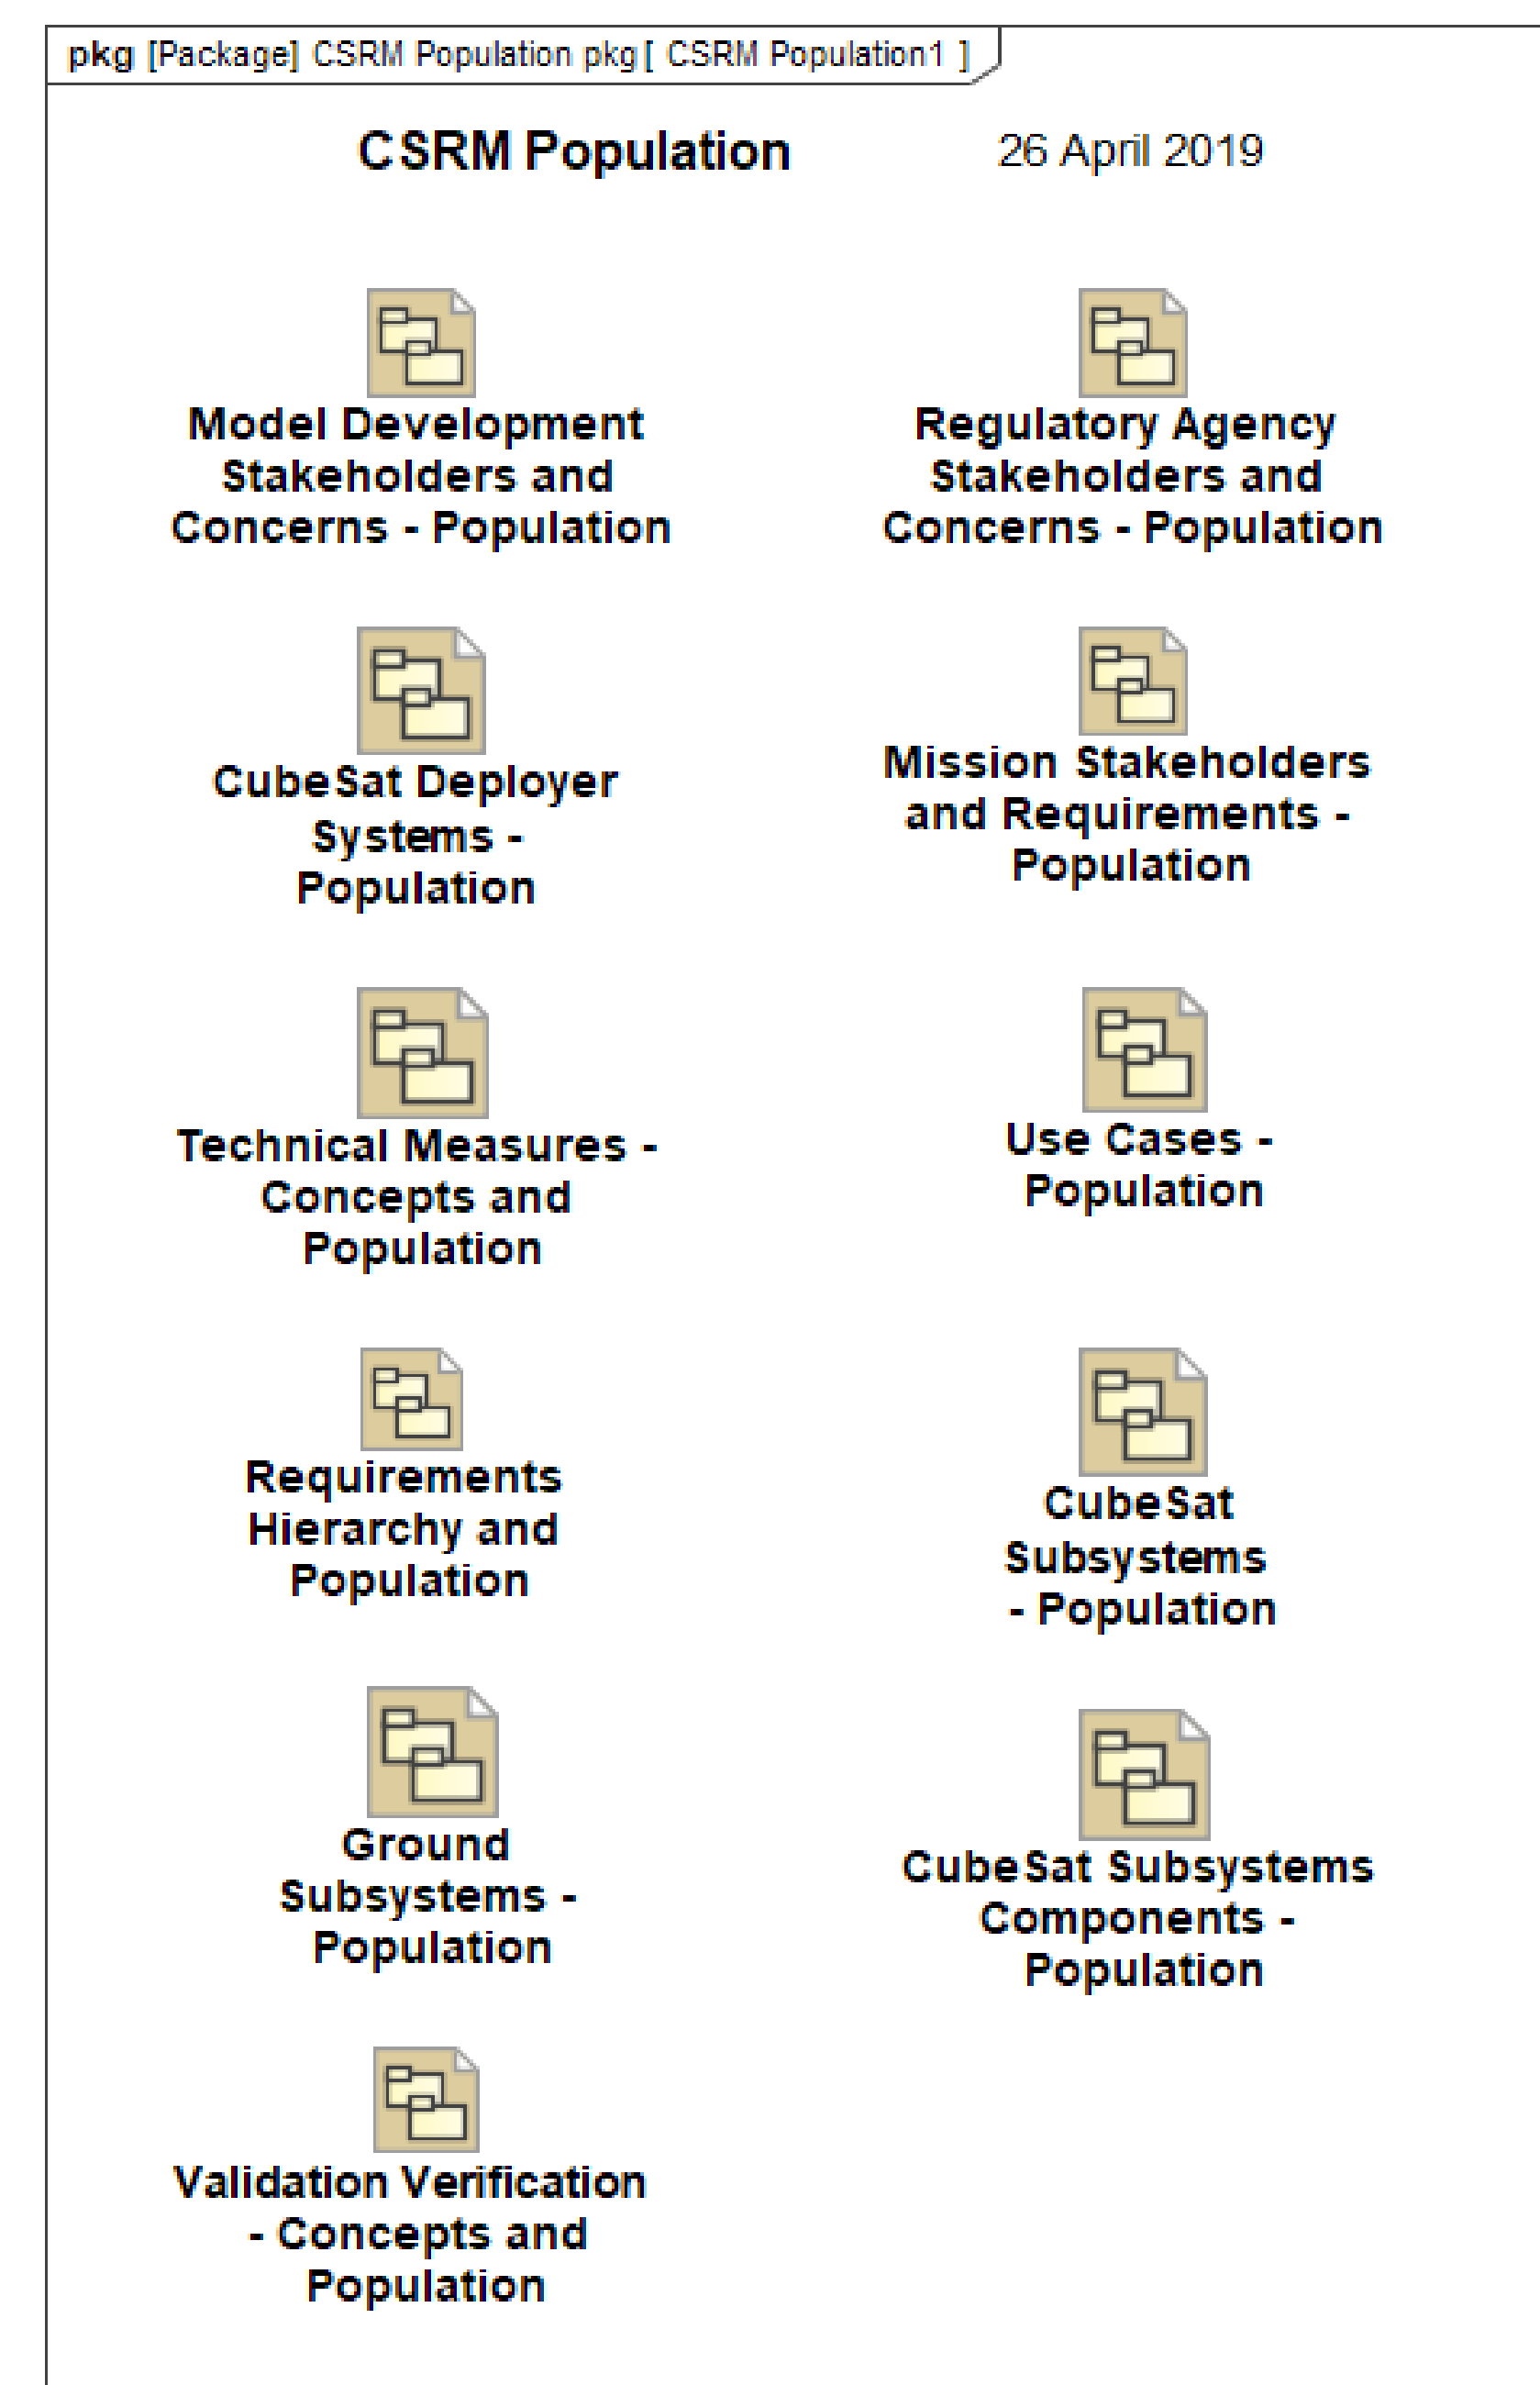 pkg [Package] CSRM Population pkg[ CSRM Population1 ]
CSRM Population 26 April 2019
Model Development
Stakeholders and
Concerns - Population
Regulatory Agency
Stakeholders and
Concerns - Population
CubeSat Deployer
Systems -
Population
Mission Stakeholders
and Requirements -
Population
Technical Measures -
Concepts and
Population
Use Cases -
Population
Requirements
Hierarchy and
Population
CubeSat
Subsystems
- Population
Ground
Subsystems -
Population
CubeSat Subsystems
Components -
Population
Validation Verification
- Concepts and
Population